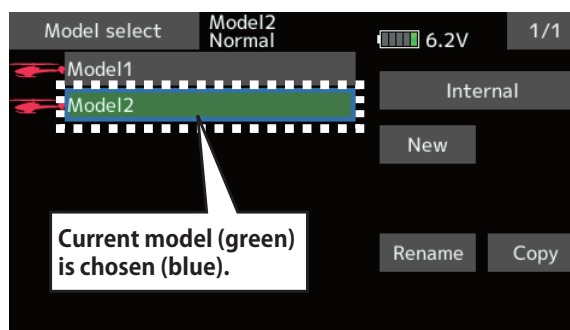 Model select
Model2
Normal
6.2V
1/1
Model1
Model2
Internal
New
Current model (green)
is chosen (blue).
Rename
Copy